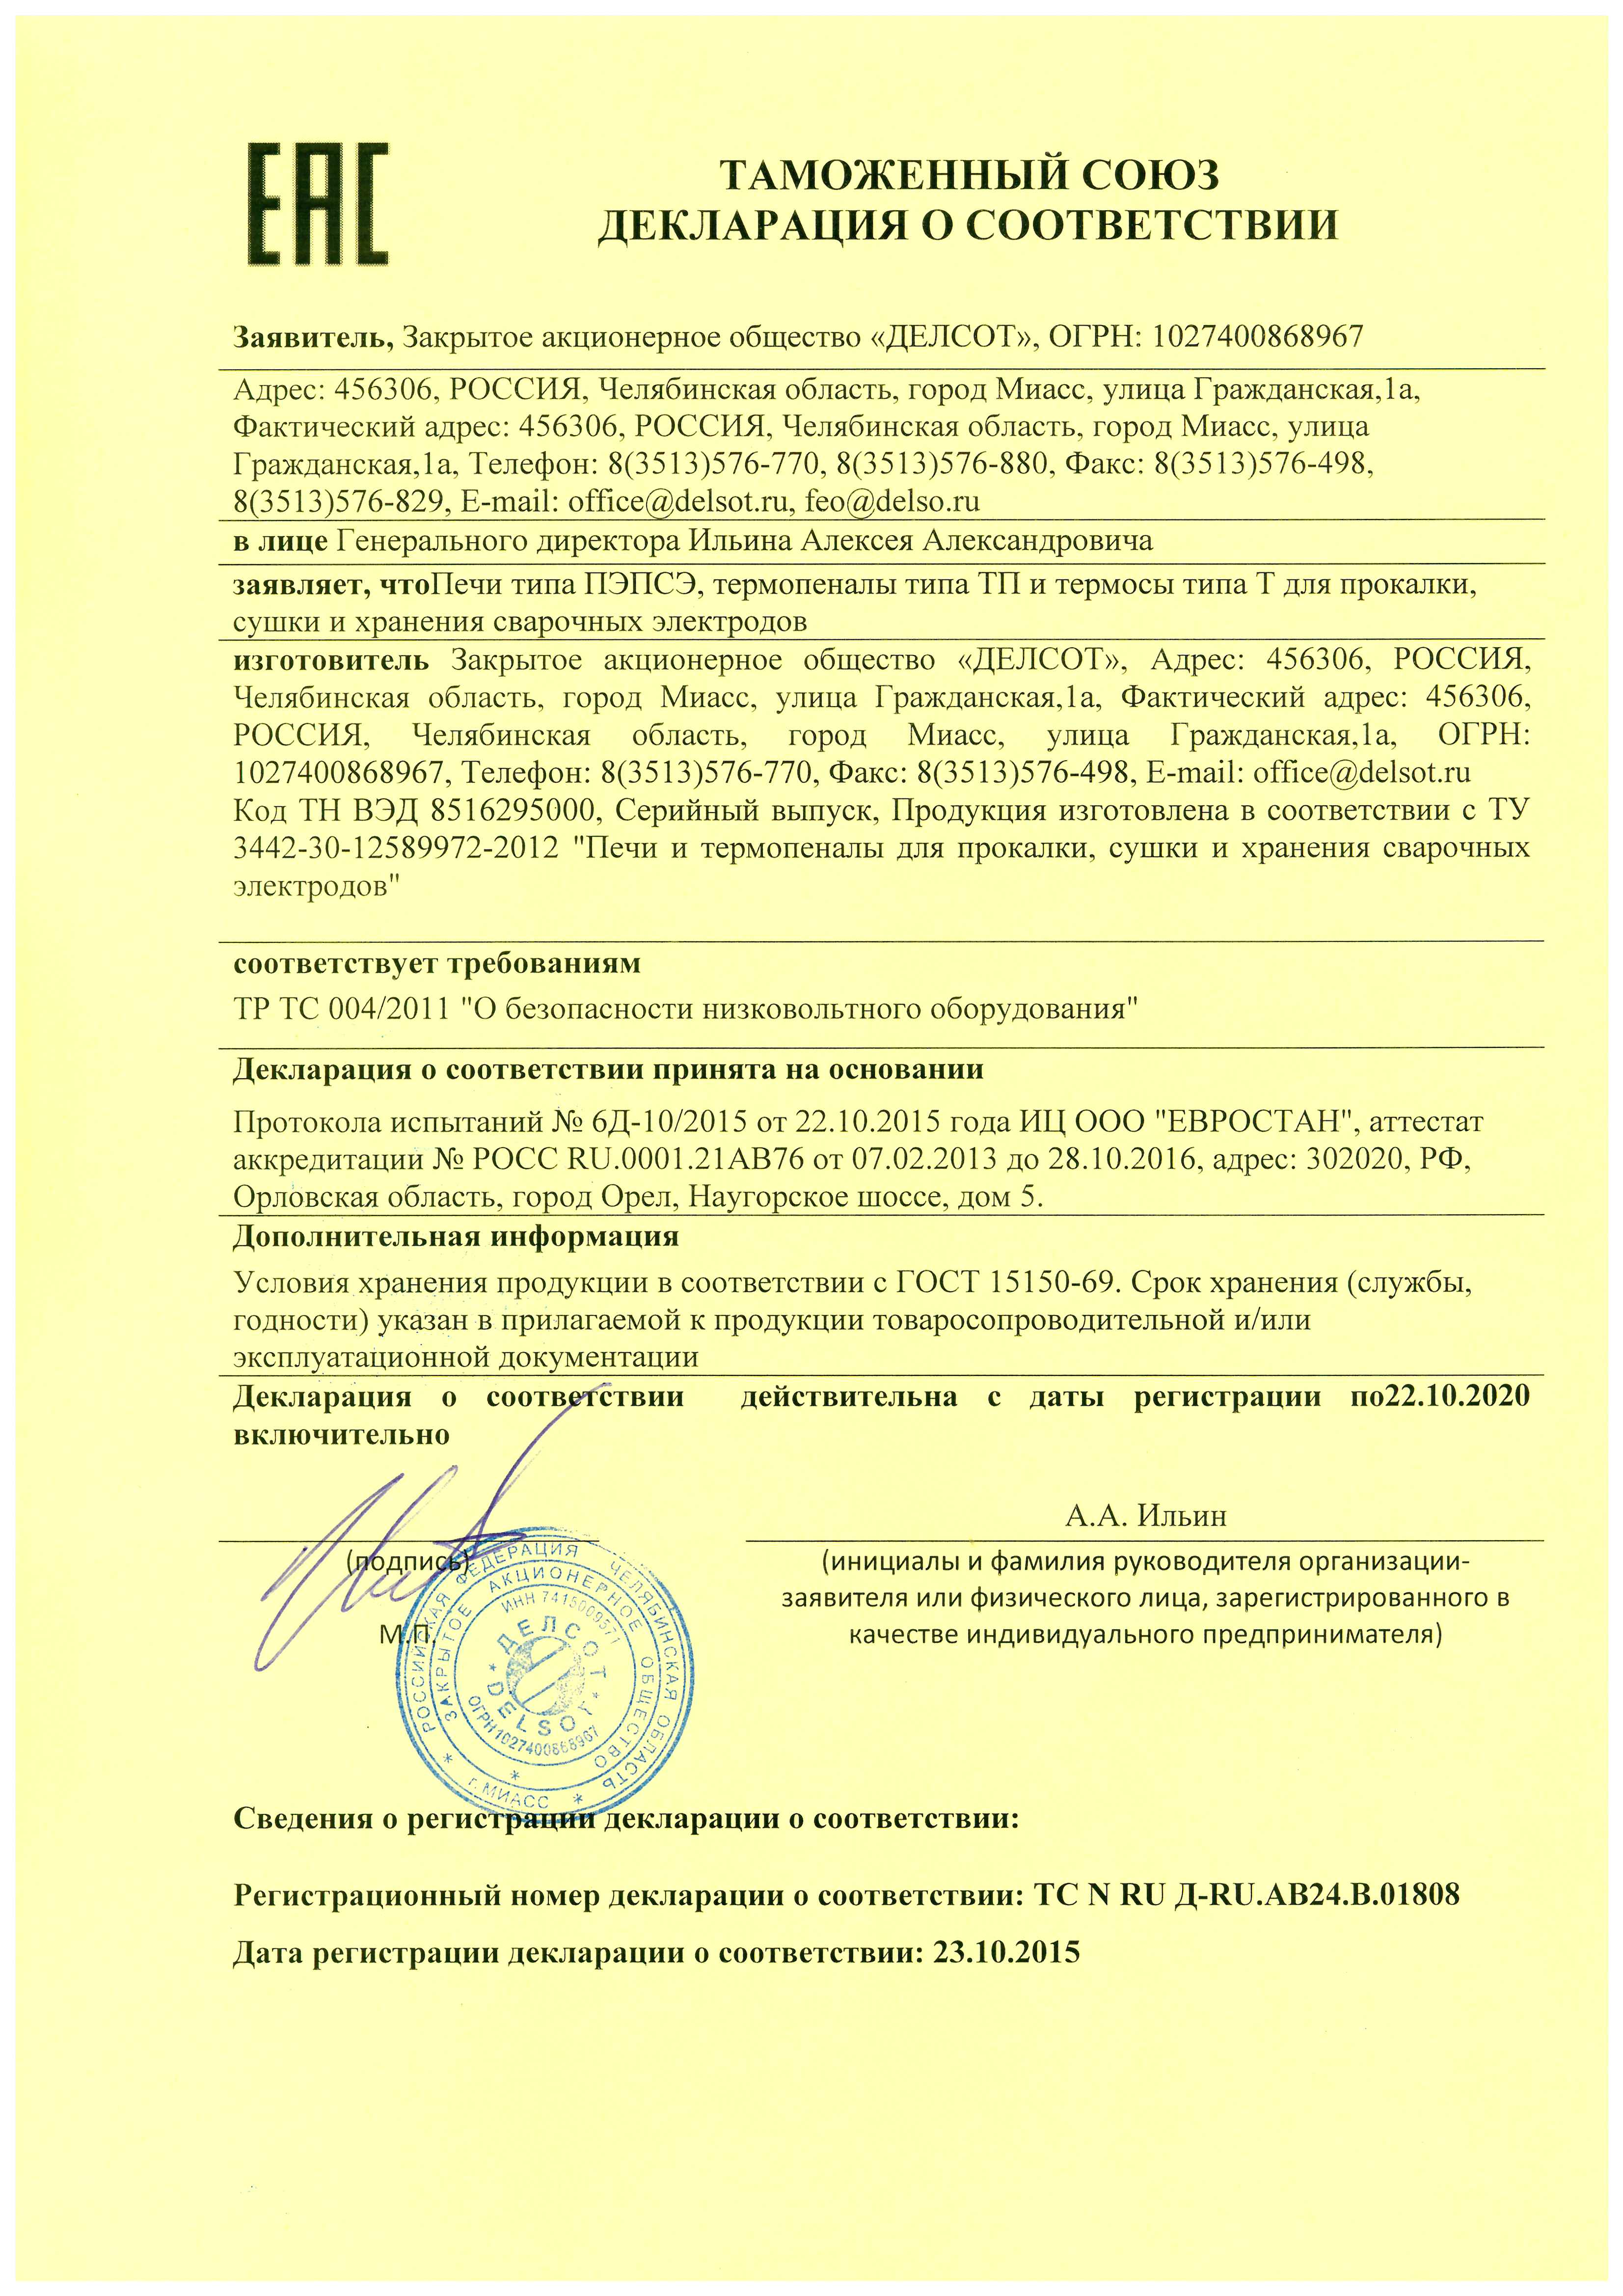 ЕАС
ТАМОЖЕННЫЙ СОЮЗ
ДЕКЛАРАЦИЯ О СООТВЕТСТВИИ
Заявитель, Закрытое акционерное общество «ДЕЛСОТ», ОГРН: 1027400868967
Адрес: 456306, РОССИЯ, Челябинская область, город Миасс, улица Гражданская,1а,
Фактический адрес: 456306, РОССИЯ, Челябинская область, город Миасс, улица
Гражданская,1а, Телефон: 8(3513)576-770, 8(3513)576-880, Факс: 8(3513)576-498,
8(3513)576-829, E-mail: office@delsot.ru, feo@delso.ru
в лице Генерального директора Ильина Алексея Александровича
заявляет, чтоПечи типа ПЭПСЭ, термопеналы типа ТП и термосы типа Т для прокалки,
сушки и хранения сварочных электродов
изготовитель Закрытое акционерное общество «ДЕЛСОТ», Адрес: 456306, РОССИЯ,
Челябинская область, город Миасс, улица Гражданская,1а, Фактический адрес: 456306,
РОССИЯ, Челябинская область, город Миасс, улица Гражданская,1а, ОГРН:
1027400868967, Телефон: 8(3513)576-770, Факс: 8(3513)576-498, E-mail: office@delsot.ru
Код ТН ВЭД 8516295000, Серийный выпуск, Продукция изготовлена в соответствии с ТУ
3442-30-12589972-2012 "Печи и термопеналы для прокалки, сушки и хранения сварочных
электродов"
соответствует требованиям
ТР ТС 004/2011 "О безопасности низковольтного оборудования"
Декларация о соответствии принята на основании
Протокола испытаний № 6Д-10/2015 от 22.10.2015 года ИЦ ООО "ЕВРОСТАН", аттестат
аккредитации № РОСС RU.0001.21АВ76 от 07.02.2013 до 28.10.2016, адрес: 302020, РФ,
Орловская область, город Орел, Наугорское шоссе, дом 5.
Дополнительная информация
Условия хранения продукции в соответствии с ГОСТ 15150-69. Срок хранения (службы,
годности) указан в прилагаемой к продукции товаросопроводительной и/или
эксплуатационной документации
Декларация о соответствии действительна с даты регистрации по22.10.2020
включительно
А.А. Ильин
(подпись)
М.П.
(инициалы и фамилия руководителя организации-
заявителя или физического лица, зарегистрированного в
качестве индивидуального предпринимателя)
РОССИЙСКАЯ ФЕДЕРАЦИЯ ЧЕЛЯБИНСКАЯ ОБЛАСТЬ * г. МИАСС *
ЗАКРЫТОЕ АКЦИОНЕРНОЕ ОБЩЕСТВО *
ИНН 7415009571
ОГРН1027400868967
* ДЕЛСОТ *
DELSOT
Сведения о регистрации декларации о соответствии:
Регистрационный номер декларации о соответствии: ТС N RU Д-RU.АВ24.В.01808
Дата регистрации декларации о соответствии: 23.10.2015